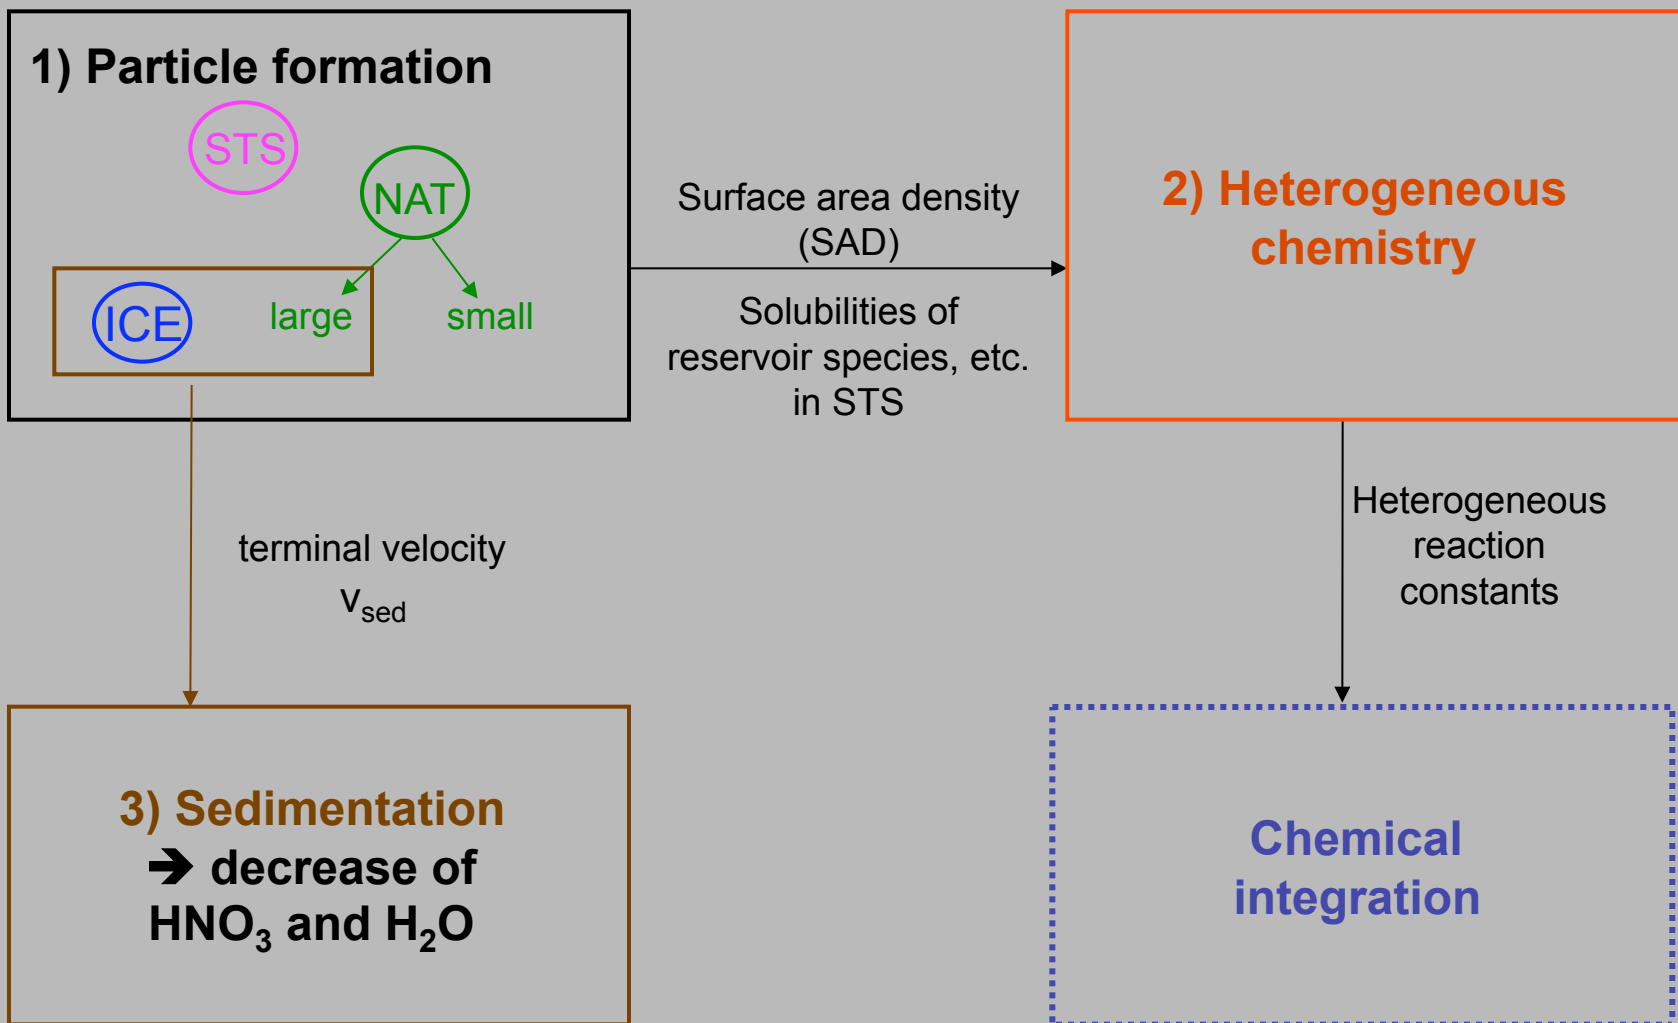 1) Particle formation
STS
NAT
ICE
large
small
Surface area density
(SAD)
Solubilities of
reservoir species, etc.
in STS
2) Heterogeneous
chemistry
terminal velocity
v_sed
Heterogeneous
reaction
constants
3) Sedimentation
➔ decrease of
HNO₃ and H₂O
Chemical
integration